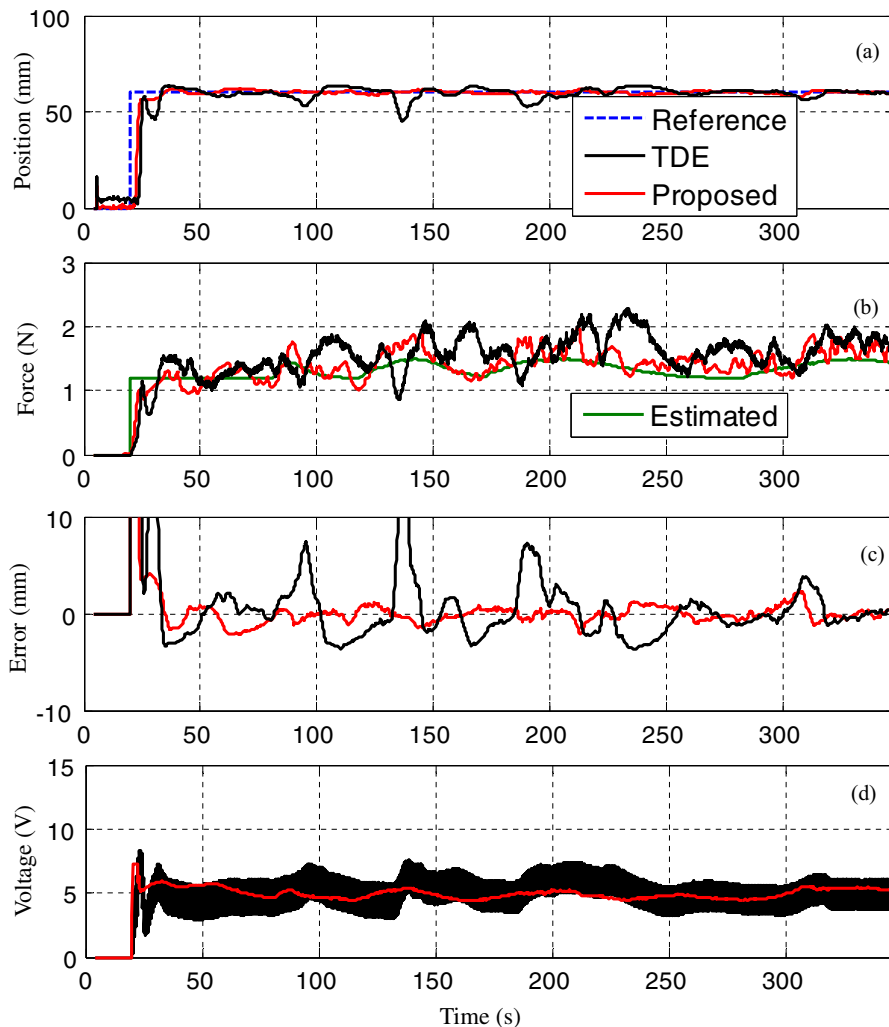 100
50
0
Position (mm)
(a)
Reference
TDE
Proposed
0 50 100 150 200 250 300
3
2
1
0
Force (N)
(b)
Estimated
0 50 100 150 200 250 300
10
0
-10
Error (mm)
(c)
0 50 100 150 200 250 300
15
10
5
0
Voltage (V)
(d)
0 50 100 150 200 250 300
Time (s)